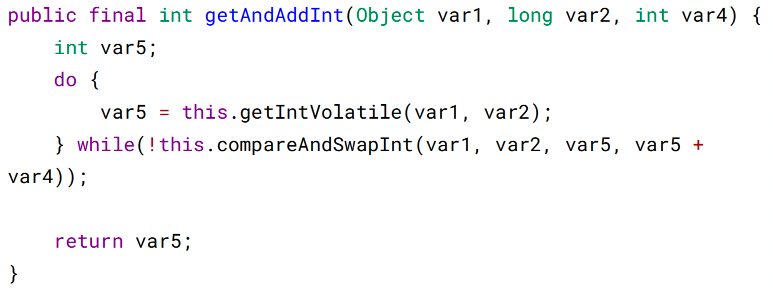 public final int getAndAddInt(Object var1, long var2, int var4) {
    int var5;
    do {
        var5 = this.getIntVolatile(var1, var2);
    } while(!this.compareAndSwapInt(var1, var2, var5, var5 +
var4));

    return var5;
}